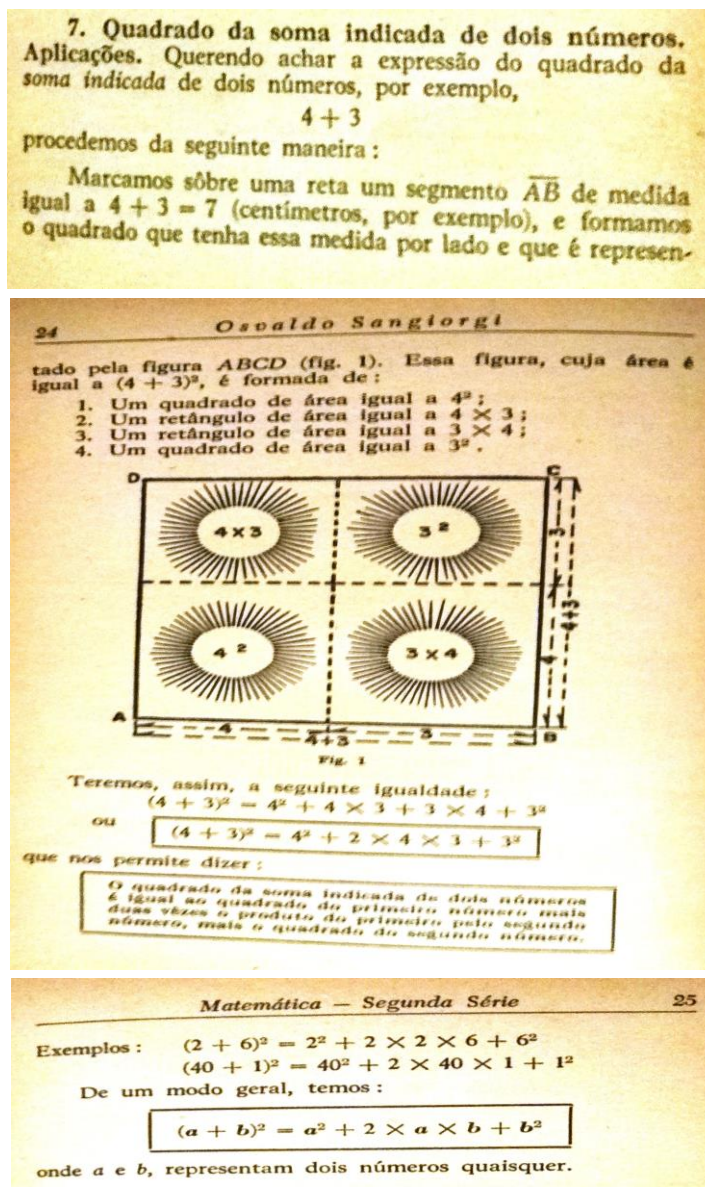 7. Quadrado da soma indicada de dois números.
Aplicações. Querendo achar a expressão do quadrado da
soma indicada de dois números, por exemplo,
4 + 3
procedemos da seguinte maneira :
Marcamos sôbre uma reta um segmento AB de medida
igual a 4 + 3 = 7 (centímetros, por exemplo), e formamos
o quadrado que tenha essa medida por lado e que é represen-
24 Osvaldo Sangiorgi
tado pela figura ABCD (fig. 1). Essa figura, cuja área é
igual a (4 + 3)², é formada de :
1. Um quadrado de área igual a 4² ;
2. Um retângulo de área igual a 4 × 3 ;
3. Um retângulo de área igual a 3 × 4 ;
4. Um quadrado de área igual a 3² .
D C
4 × 3 3 ²
3
4+3
4 ² 3 × 4
4
A B
4 3
4+3
Fig. 1
Teremos, assim, a seguinte igualdade :
(4 + 3)² = 4² + 4 × 3 + 3 × 4 + 3²
ou
(4 + 3)² = 4² + 2 × 4 × 3 + 3²
que nos permite dizer :
O quadrado da soma indicada de dois números
é igual ao quadrado do primeiro número mais
duas vêzes o produto do primeiro pelo segundo
número, mais o quadrado do segundo número.
Matemática — Segunda Série 25
Exemplos : (2 + 6)² = 2² + 2 × 2 × 6 + 6²
(40 + 1)² = 40² + 2 × 40 × 1 + 1²
De um modo geral, temos :
(a + b)² = a² + 2 × a × b + b²
onde a e b, representam dois números quaisquer.